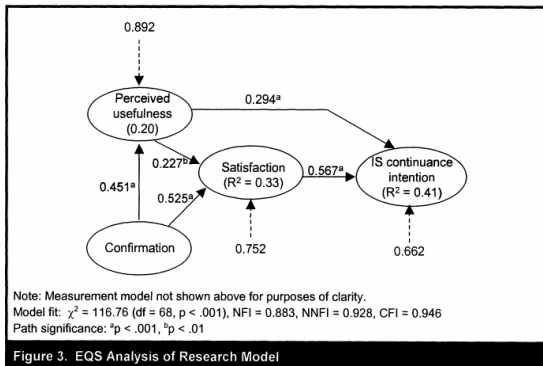 0.892
Perceived
usefulness
(0.20)
0.294ᵃ
0.227ᵇ
Satisfaction
(R² = 0.33)
0.567ᵃ
IS continuance
intention
(R² = 0.41)
0.451ᵃ
0.525ᵃ
Confirmation
0.752
0.662
Note: Measurement model not shown above for purposes of clarity.
Model fit: χ² = 116.76 (df = 68, p < .001), NFI = 0.883, NNFI = 0.928, CFI = 0.946
Path significance: ᵃp < .001, ᵇp < .01
Figure 3. EQS Analysis of Research Model